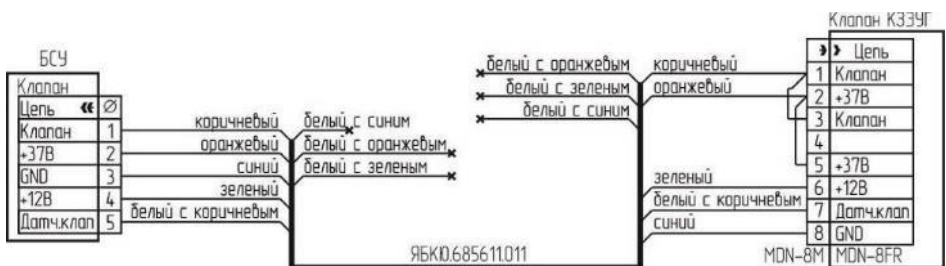 Клапан КЗЭУГ
БСУ
Клапан
Цепь
Клапан 1
+37В 2
GND 3
+12В 4
Датч.клап 5
коричневый
оранжевый
синий
зеленый
белый с коричневым
белый с синим
белый с оранжевым
белый с зеленым
ЯБКЮ.685611.011
белый с оранжевым
белый с зеленым
белый с синим
коричневый
оранжевый
зеленый
белый с коричневым
синий
Цепь
1 Клапан
2 +37В
3 Клапан
4
5 +37В
6 +12В
7 Датч.клап
8 GND
MDN-8M MDN-8FR